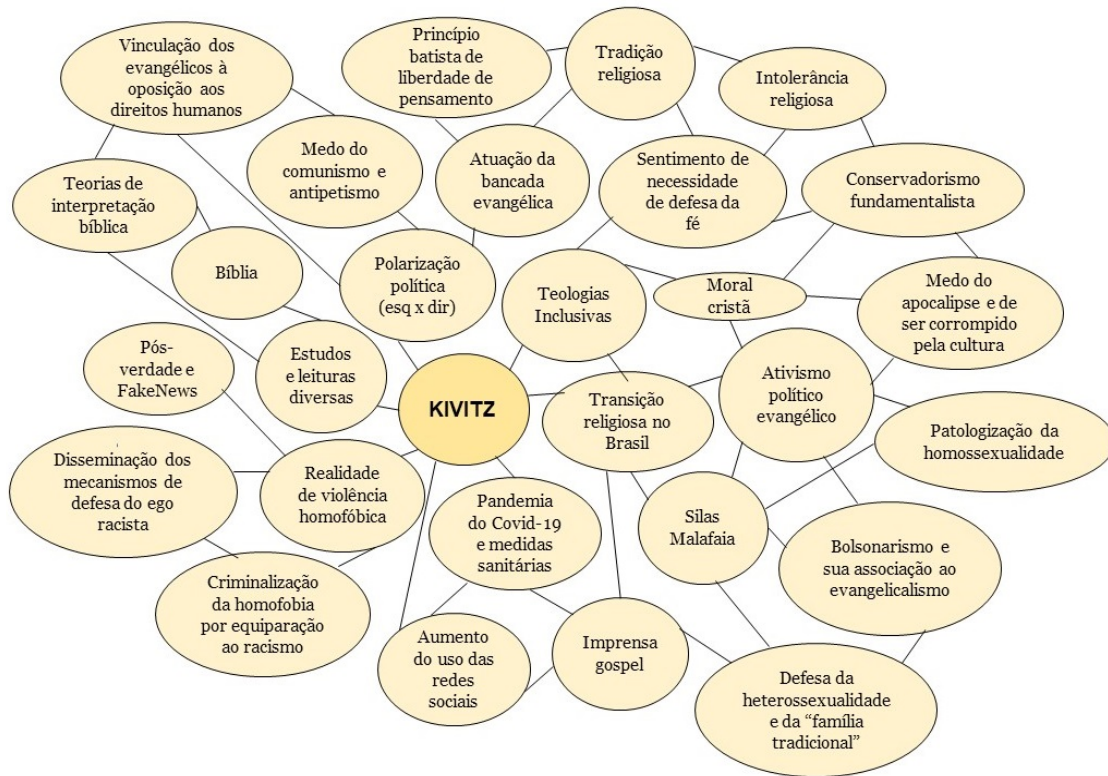 Vinculação dos
evangélicos à
oposição aos
direitos humanos
Princípio
batista de
liberdade de
pensamento
Tradição
religiosa
Intolerância
religiosa
Medo do
comunismo e
antipetismo
Atuação da
bancada
evangélica
Sentimento de
necessidade
de defesa da
fé
Conservadorismo
fundamentalista
Teorias de
interpretação
bíblica
Bíblia
Polarização
política
(esq x dir)
Teologias
Inclusivas
Moral
cristã
Medo do
apocalipse e de
ser corrompido
pela cultura
Pós-
verdade e
FakeNews
Estudos
e leituras
diversas
KIVITZ
Transição
religiosa no
Brasil
Ativismo
político
evangélico
Patologização da
homossexualidade
Disseminação dos
mecanismos de
defesa do ego
racista
Realidade
de violência
homofóbica
Pandemia
do Covid-19
e medidas
sanitárias
Silas
Malafaia
Bolsonarismo e
sua associação ao
evangelicalismo
Criminalização
da homofobia
por equiparação
ao racismo
Aumento
do uso das
redes
sociais
Imprensa
gospel
Defesa da
heterossexualidade
e da “família
tradicional”